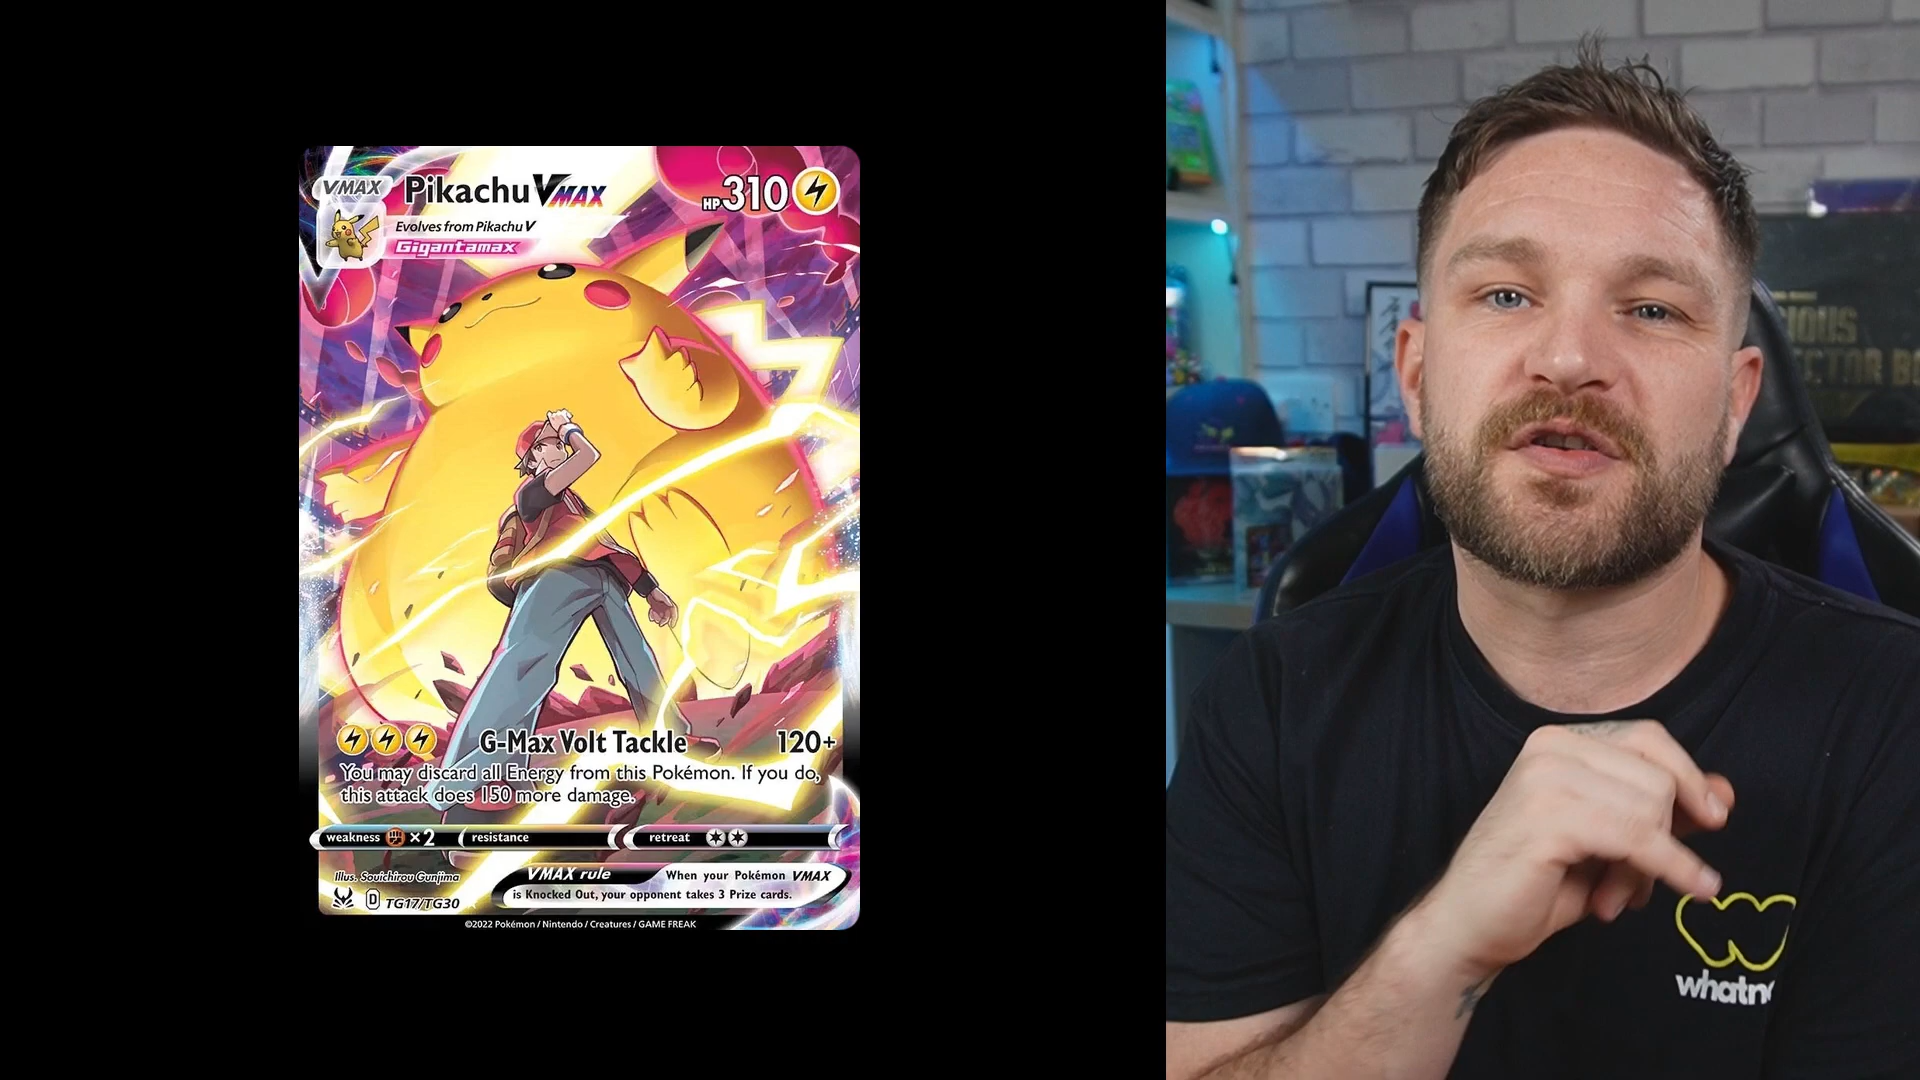 VMAX
Pikachu VMAX
HP 310
Evolves from Pikachu V
Gigantamax
G-Max Volt Tackle 120+
You may discard all Energy from this Pokémon. If you do,
this attack does 150 more damage.
weakness ×2 resistance retreat
Illus. Souichirou Gunjima
D TG17/TG30
VMAX rule When your Pokémon VMAX
is Knocked Out, your opponent takes 3 Prize cards.
©2022 Pokémon / Nintendo / Creatures / GAME FREAK